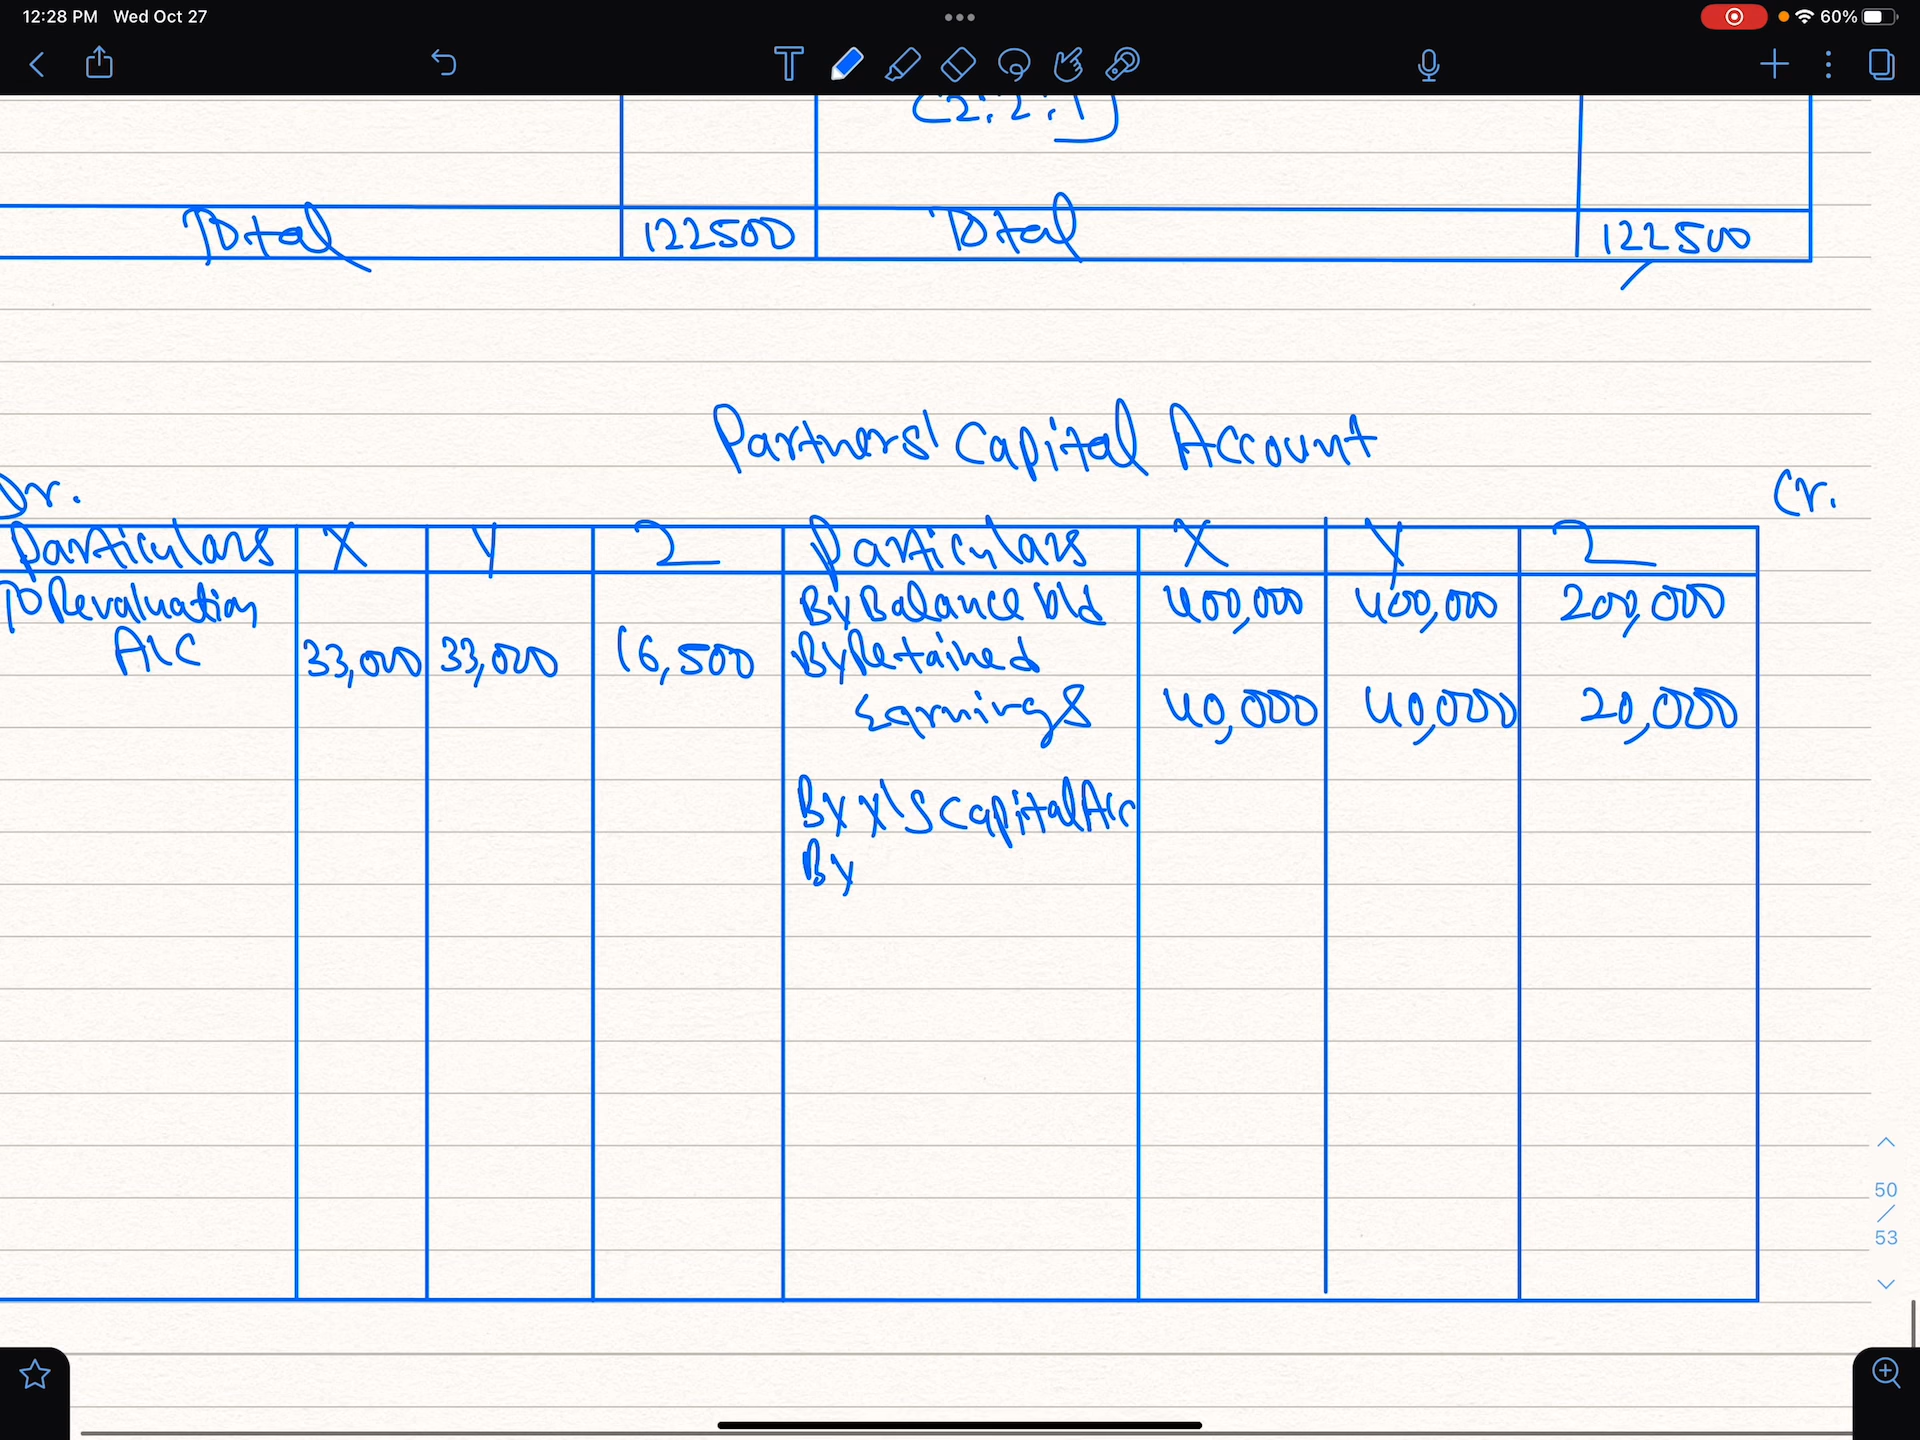 12:28 PM Wed Oct 27
60%
(2:2:1)
Total 122500 Total 122500
Partners' Capital Account
Dr. Cr.
Particulars X Y Z Particulars X Y Z
To Revaluation By Balance b/d 400,000 400,000 200,000
A/C 33,000 33,000 16,500 By Retained
Earnings 40,000 40,000 20,000
By X's Capital A/c
By
50
/
53